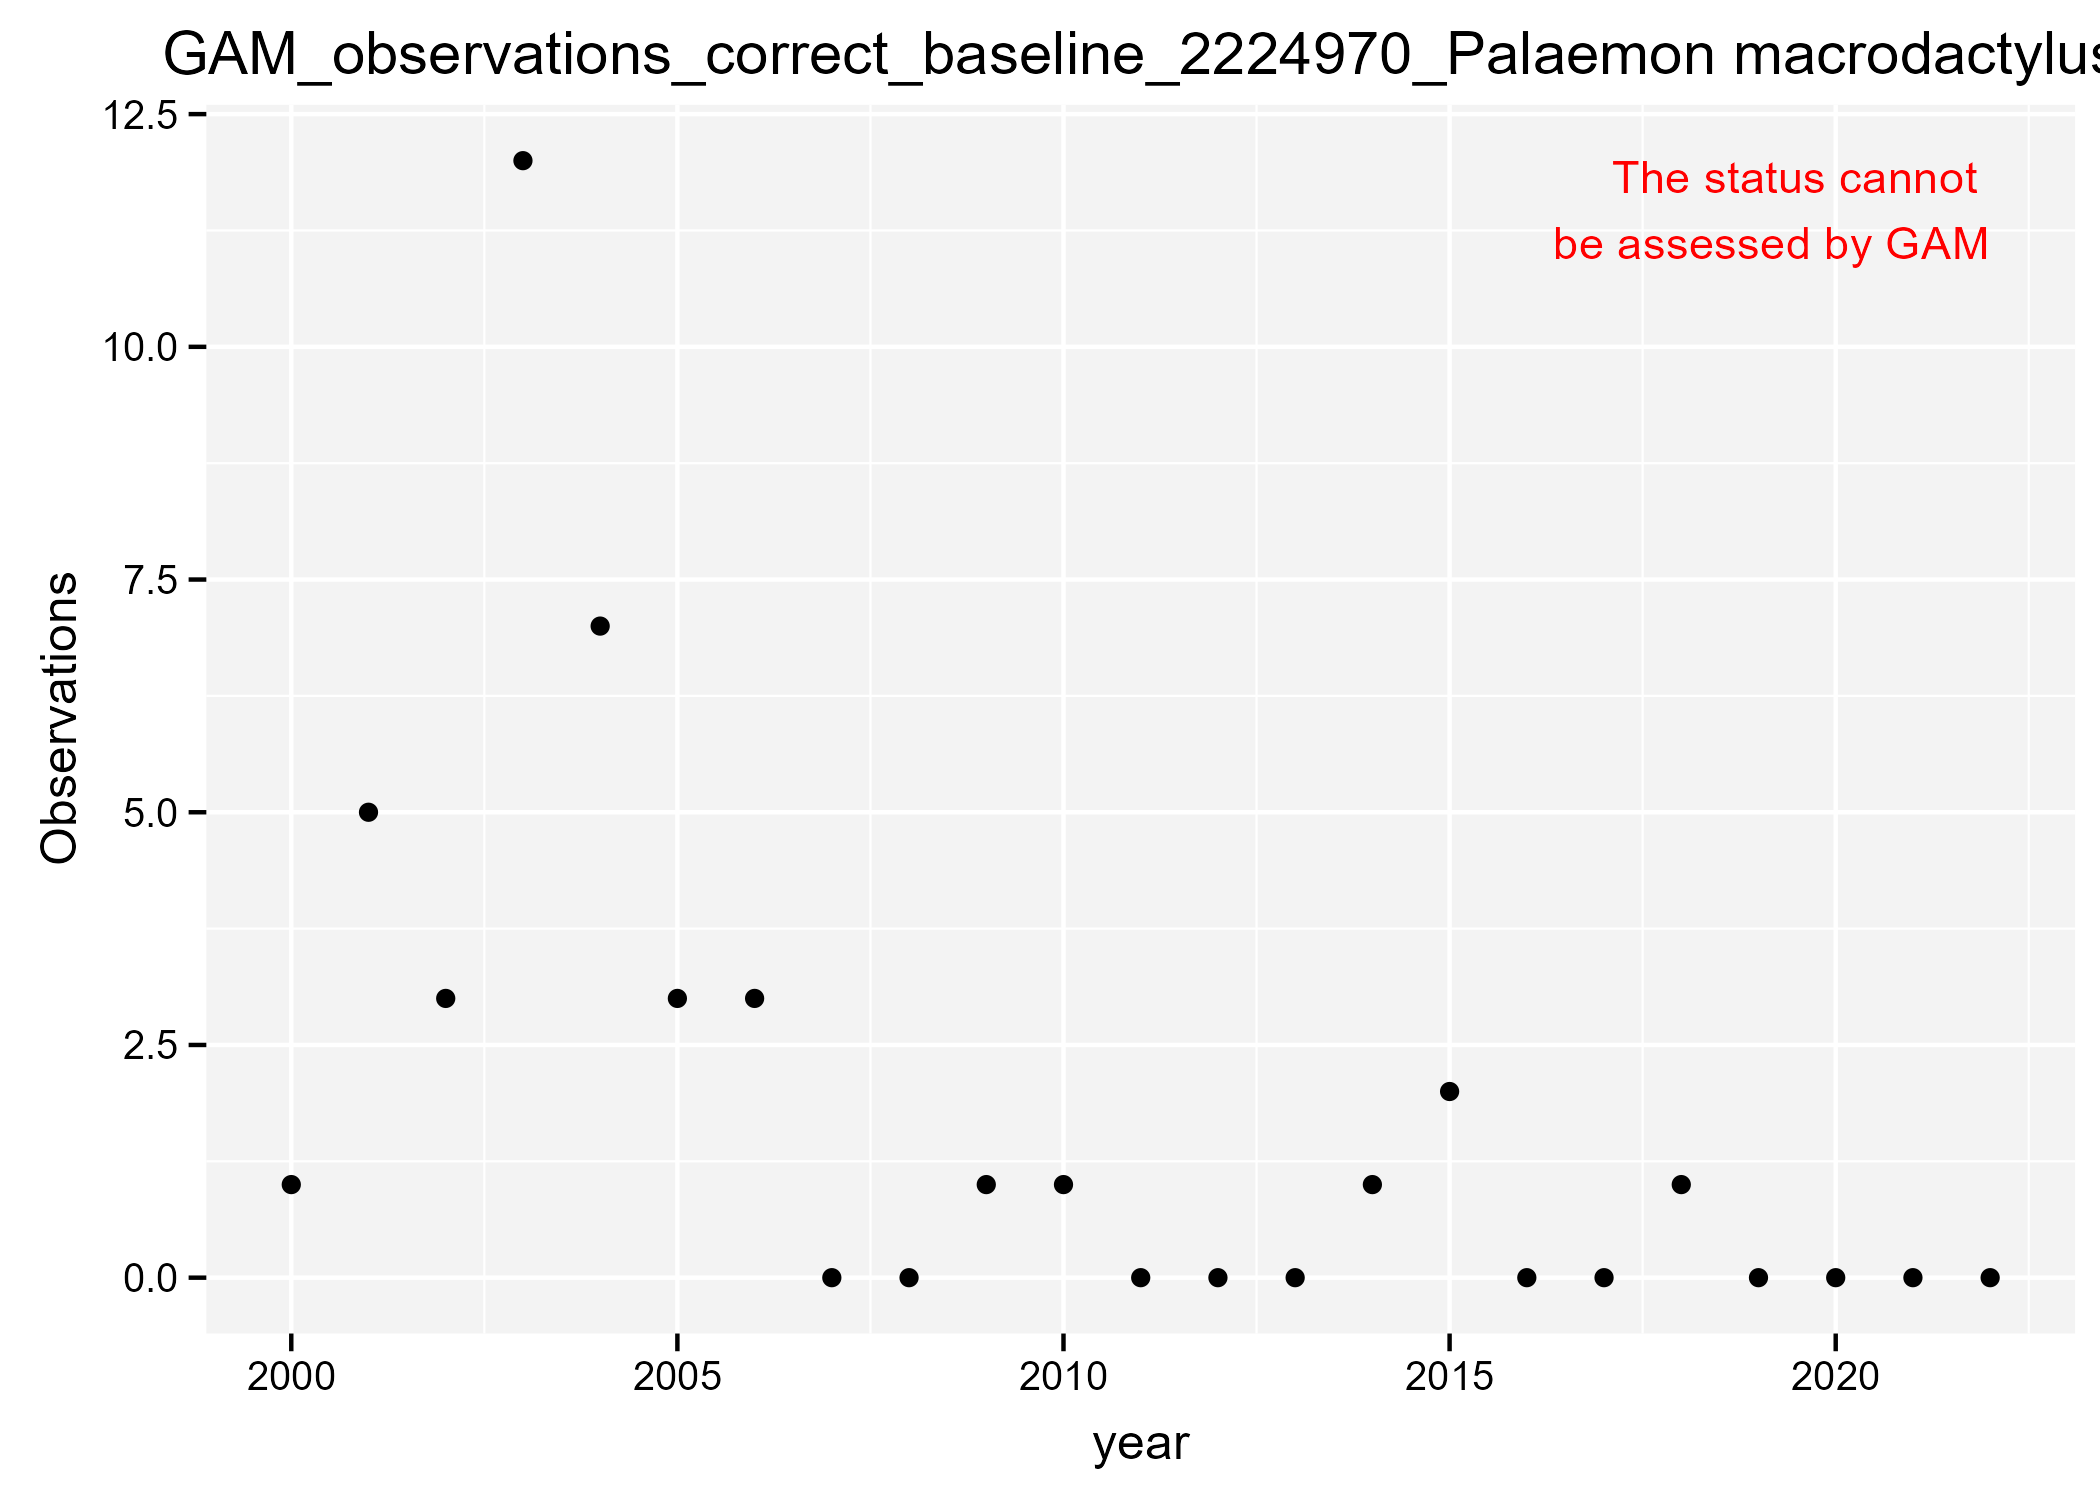 GAM_observations_correct_baseline_2224970_Palaemon macrodactylus
12.5
The status cannot
be assessed by GAM
10.0
7.5
Observations
5.0
2.5
0.0
2000 2005 2010 2015 2020
year